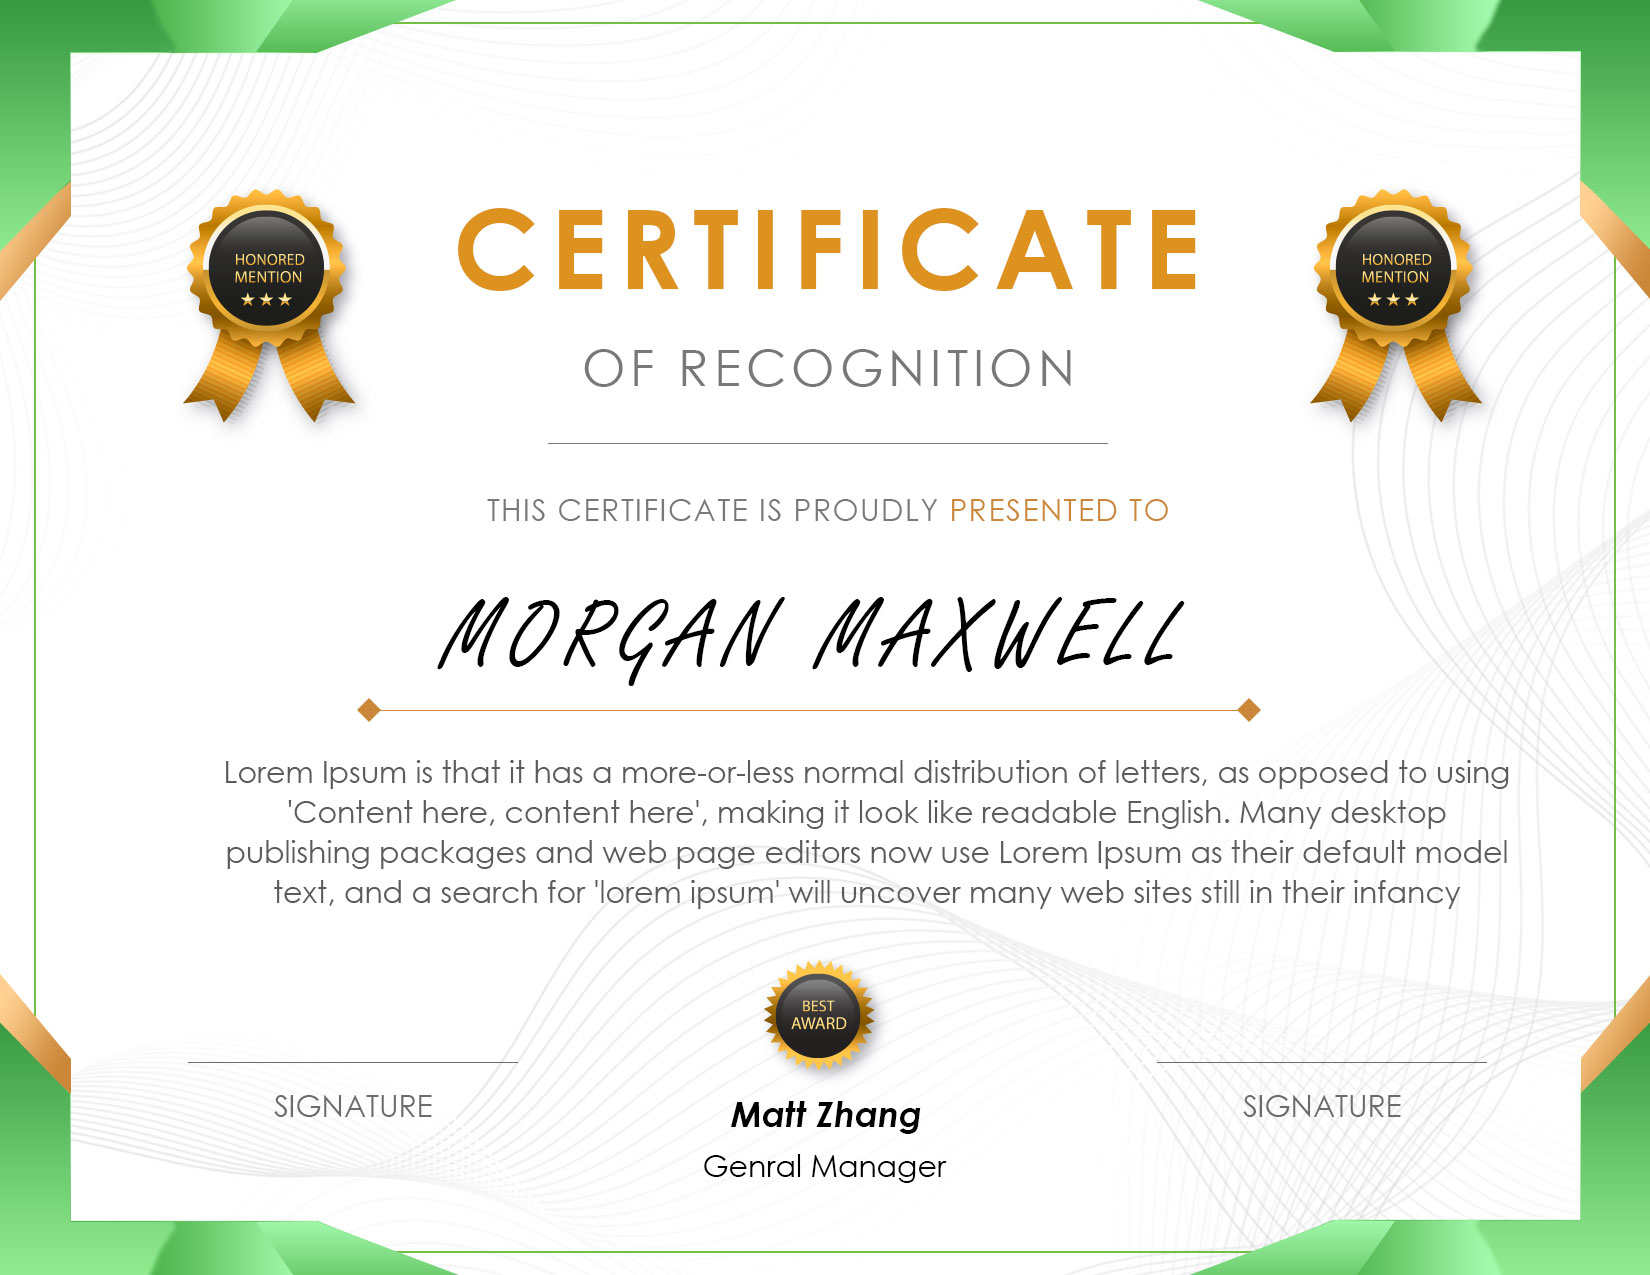 CERTIFICATE
HONORED
MENTION
HONORED
MENTION
OF RECOGNITION
THIS CERTIFICATE IS PROUDLY PRESENTED TO
MORGAN MAXWELL
Lorem Ipsum is that it has a more-or-less normal distribution of letters, as opposed to using
'Content here, content here', making it look like readable English. Many desktop
publishing packages and web page editors now use Lorem Ipsum as their default model
text, and a search for 'lorem ipsum' will uncover many web sites still in their infancy
BEST
AWARD
SIGNATURE
SIGNATURE
Matt Zhang
Genral Manager